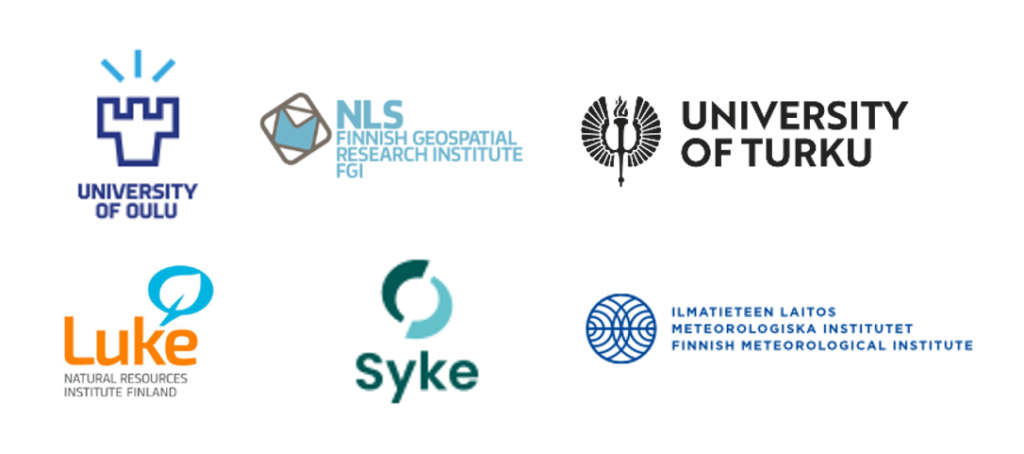 UNIVERSITY
OF OULU
NLS
FINNISH GEOSPATIAL
RESEARCH INSTITUTE
FGI
UNIVERSITY
OF TURKU
Luke
NATURAL RESOURCES
INSTITUTE FINLAND
Syke
ILMATIETEEN LAITOS
METEOROLOGISKA INSTITUTET
FINNISH METEOROLOGICAL INSTITUTE